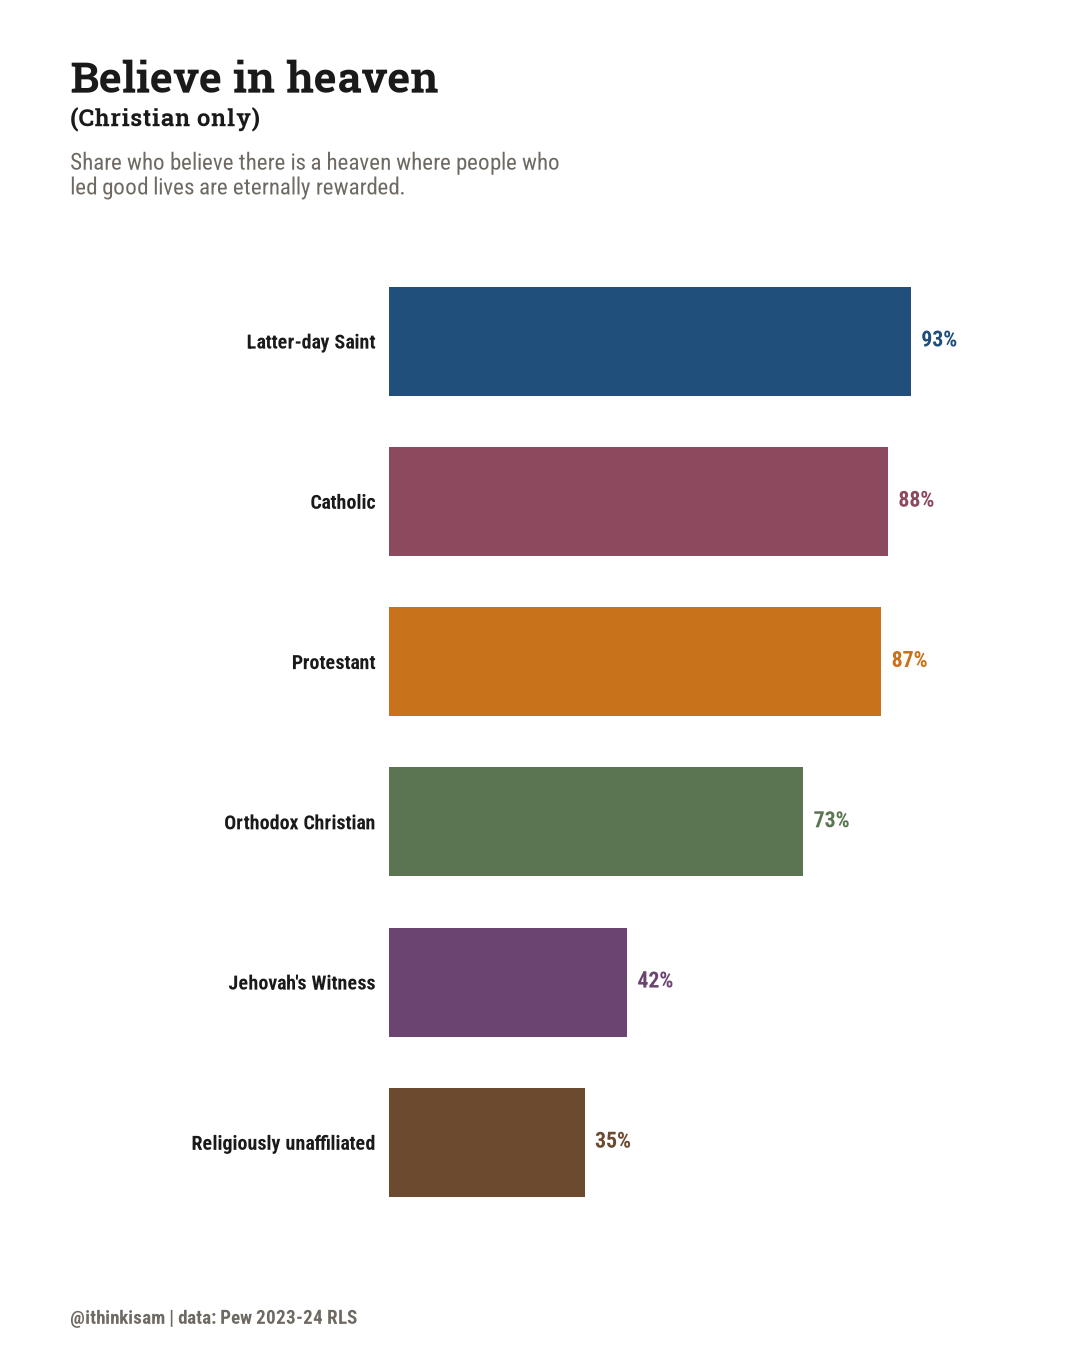 Believe in heaven
(Christian only)
Share who believe there is a heaven where people who
led good lives are eternally rewarded.
Latter-day Saint
93%
Catholic
88%
Protestant
87%
Orthodox Christian
73%
Jehovah's Witness
42%
Religiously unaffiliated
35%
@ithinkisam | data: Pew 2023-24 RLS